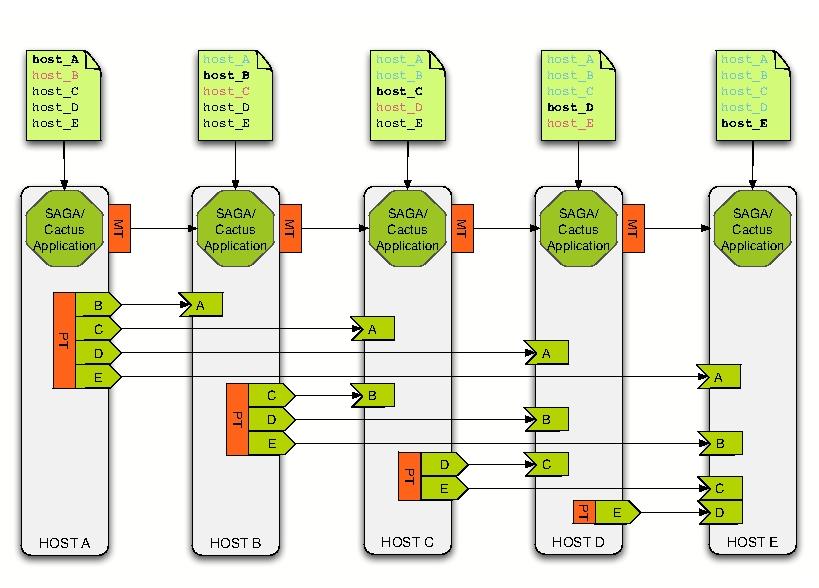 host_A
host_B
host_C
host_D
host_E
host_A
host_B
host_C
host_D
host_E
host_A
host_B
host_C
host_D
host_E
host_A
host_B
host_C
host_D
host_E
host_A
host_B
host_C
host_D
host_E
SAGA/
Cactus
Application
MT
SAGA/
Cactus
Application
MT
SAGA/
Cactus
Application
MT
SAGA/
Cactus
Application
MT
SAGA/
Cactus
Application
PT
B
C
D
E
A
A
A
A
PT
C
D
E
B
B
B
PT
D
E
C
C
PT
E
D
HOST A
HOST B
HOST C
HOST D
HOST E